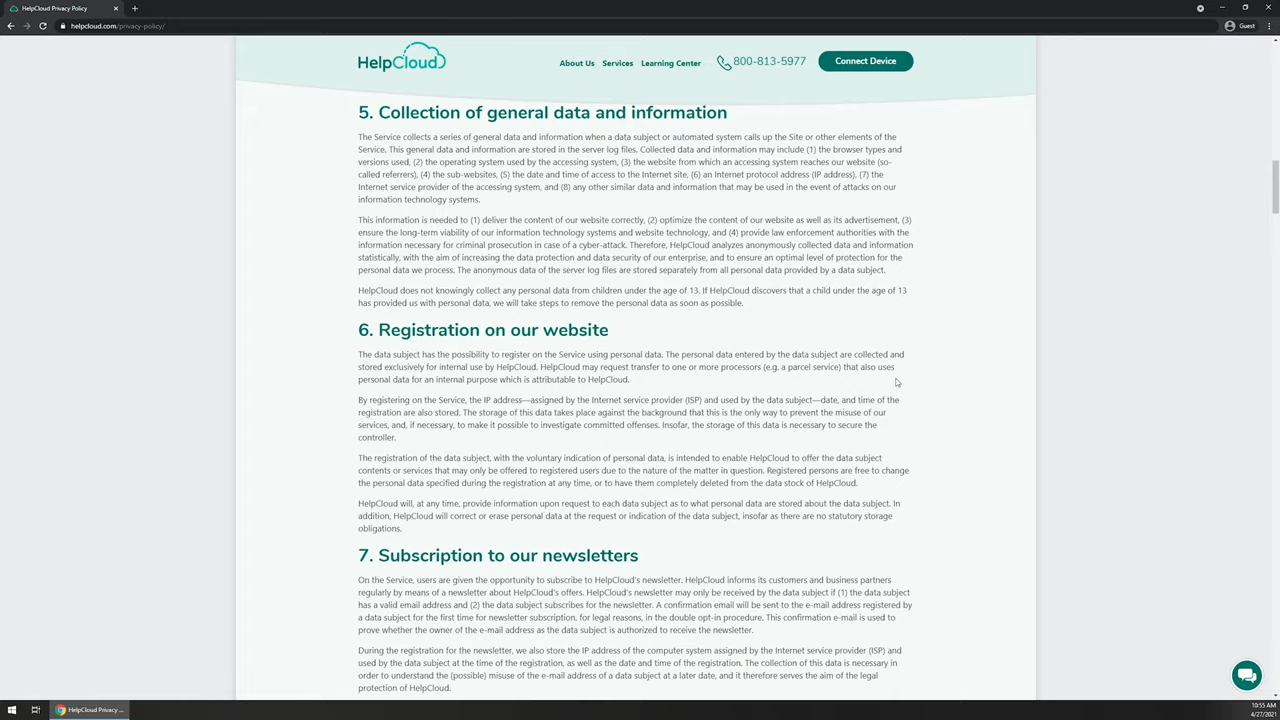 HelpCloud Privacy Policy
helpcloud.com/privacy-policy/
Guest
HelpCloud
About Us
Services
Learning Center
800-813-5977
Connect Device
5. Collection of general data and information
The Service collects a series of general data and information when a data subject or automated system calls up the Site or other elements of the
Service. This general data and information are stored in the server log files. Collected data and information may include (1) the browser types and
versions used, (2) the operating system used by the accessing system, (3) the website from which an accessing system reaches our website (so-
called referrers), (4) the sub-websites, (5) the date and time of access to the Internet site, (6) an Internet protocol address (IP address), (7) the
Internet service provider of the accessing system, and (8) any other similar data and information that may be used in the event of attacks on our
information technology systems.
This information is needed to (1) deliver the content of our website correctly, (2) optimize the content of our website as well as its advertisement, (3)
ensure the long-term viability of our information technology systems and website technology, and (4) provide law enforcement authorities with the
information necessary for criminal prosecution in case of a cyber-attack. Therefore, HelpCloud analyzes anonymously collected data and information
statistically, with the aim of increasing the data protection and data security of our enterprise, and to ensure an optimal level of protection for the
personal data we process. The anonymous data of the server log files are stored separately from all personal data provided by a data subject.
HelpCloud does not knowingly collect any personal data from children under the age of 13. If HelpCloud discovers that a child under the age of 13
has provided us with personal data, we will take steps to remove the personal data as soon as possible.
6. Registration on our website
The data subject has the possibility to register on the Service using personal data. The personal data entered by the data subject are collected and
stored exclusively for internal use by HelpCloud. HelpCloud may request transfer to one or more processors (e.g. a parcel service) that also uses
personal data for an internal purpose which is attributable to HelpCloud.
By registering on the Service, the IP address—assigned by the Internet service provider (ISP) and used by the data subject—date, and time of the
registration are also stored. The storage of this data takes place against the background that this is the only way to prevent the misuse of our
services, and, if necessary, to make it possible to investigate committed offenses. Insofar, the storage of this data is necessary to secure the
controller.
The registration of the data subject, with the voluntary indication of personal data, is intended to enable HelpCloud to offer the data subject
contents or services that may only be offered to registered users due to the nature of the matter in question. Registered persons are free to change
the personal data specified during the registration at any time, or to have them completely deleted from the data stock of HelpCloud.
HelpCloud will, at any time, provide information upon request to each data subject as to what personal data are stored about the data subject. In
addition, HelpCloud will correct or erase personal data at the request or indication of the data subject, insofar as there are no statutory storage
obligations.
7. Subscription to our newsletters
On the Service, users are given the opportunity to subscribe to HelpCloud's newsletter. HelpCloud informs its customers and business partners
regularly by means of a newsletter about HelpCloud's offers. HelpCloud's newsletter may only be received by the data subject if (1) the data subject
has a valid email address and (2) the data subject subscribes for the newsletter. A confirmation email will be sent to the e-mail address registered by
a data subject for the first time for newsletter subscription, for legal reasons, in the double opt-in procedure. This confirmation e-mail is used to
prove whether the owner of the e-mail address as the data subject is authorized to receive the newsletter.
During the registration for the newsletter, we also store the IP address of the computer system assigned by the Internet service provider (ISP) and
used by the data subject at the time of the registration, as well as the date and time of the registration. The collection of this data is necessary in
order to understand the (possible) misuse of the e-mail address of a data subject at a later date, and it therefore serves the aim of the legal
protection of HelpCloud.
HelpCloud Privacy ...
10:55 AM
4/27/2021